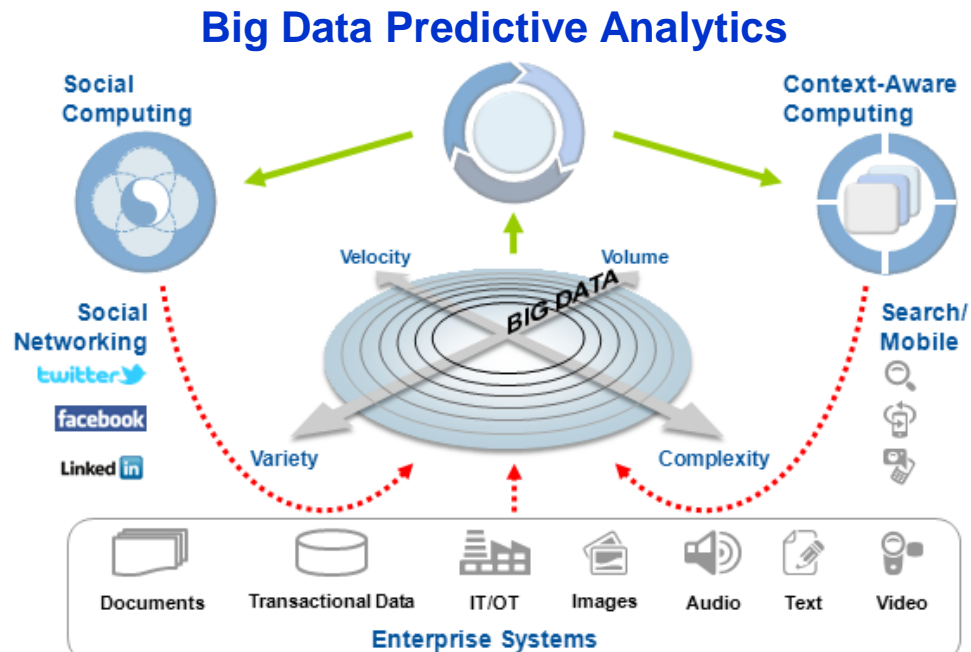 Big Data Predictive Analytics
Social
Computing
Context-Aware
Computing
Velocity
Volume
BIG DATA
Social
Networking
twitter
facebook
Linked in
Search/
Mobile
Variety
Complexity
Documents
Transactional Data
IT/OT
Images
Audio
Text
Video
Enterprise Systems